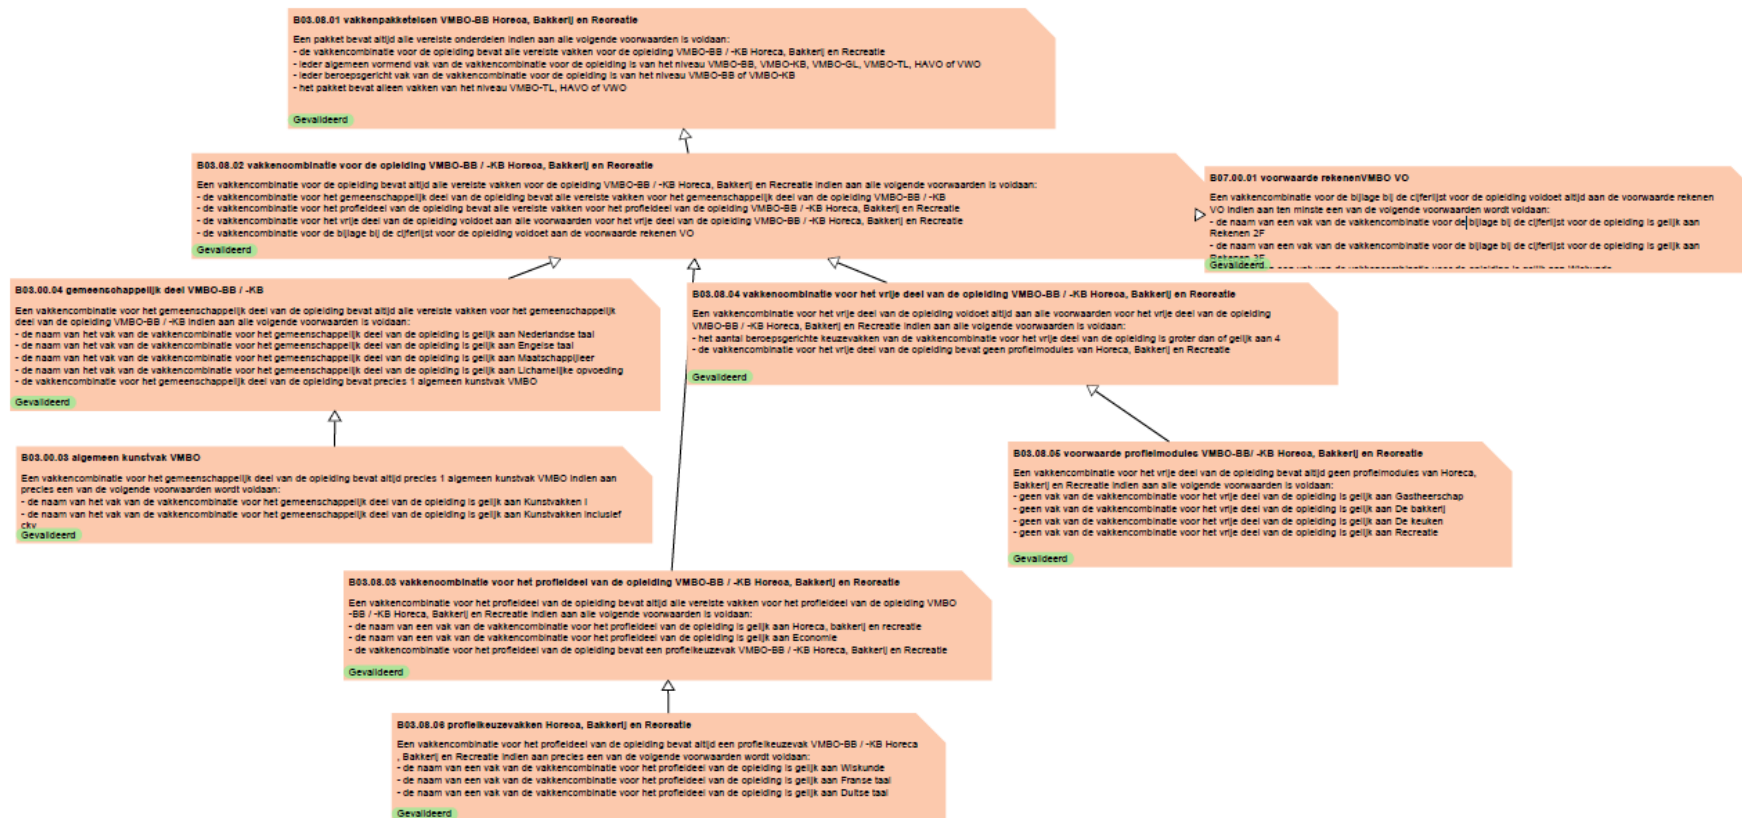 B03.08.01 vakkenpakketeisen VMBO-BB Horeca, Bakkerij en Recreatie
Een pakket bevat altijd alle vereiste onderdelen indien aan alle volgende voorwaarden is voldaan:
- de vakkencombinatie voor de opleiding bevat alle vereiste vakken voor de opleiding VMBO-BB / -KB Horeca, Bakkerij en Recreatie
- ieder algemeen vormend vak van de vakkencombinatie voor de opleiding is van het niveau VMBO-BB, VMBO-KB, VMBO-GL, VMBO-TL, HAVO of VWO
- ieder beroepsgericht vak van de vakkencombinatie voor de opleiding is van het niveau VMBO-BB of VMBO-KB
- het pakket bevat alleen vakken van het niveau VMBO-TL, HAVO of VWO
Gevalideerd
B03.08.02 vakkencombinatie voor de opleiding VMBO-BB / -KB Horeca, Bakkerij en Recreatie
Een vakkencombinatie voor de opleiding bevat altijd alle vereiste vakken voor de opleiding VMBO-BB / -KB Horeca, Bakkerij en Recreatie indien aan alle volgende voorwaarden is voldaan:
- de vakkencombinatie voor het gemeenschappelijk deel van de opleiding bevat alle vereiste vakken voor het gemeenschappelijk deel van de opleiding VMBO-BB / -KB
- de vakkencombinatie voor het profieldeel van de opleiding bevat alle vereiste vakken voor het profieldeel van de opleiding VMBO-BB / -KB Horeca, Bakkerij en Recreatie
- de vakkencombinatie voor het vrije deel van de opleiding voldoet aan alle voorwaarden voor het vrije deel van de opleiding VMBO-BB / -KB Horeca, Bakkerij en Recreatie
- de vakkencombinatie voor de bijlage bij de cijferlijst voor de opleiding voldoet aan de voorwaarde rekenen VO
Gevalideerd
B07.00.01 voorwaarde rekenenVMBO VO
Een vakkencombinatie voor de bijlage bij de cijferlijst voor de opleiding voldoet altijd aan de voorwaarde rekenen
VO indien aan ten minste een van de volgende voorwaarden wordt voldaan:
- de naam van een vak van de vakkencombinatie voor de bijlage bij de cijferlijst voor de opleiding is gelijk aan
Rekenen 2F
- de naam van een vak van de vakkencombinatie voor de bijlage bij de cijferlijst voor de opleiding is gelijk aan
Rekenen 3F
een vak van de vakkencombinatie voor de opleiding is gelijk aan Wiskunde
Gevalideerd
B03.00.04 gemeenschappelijk deel VMBO-BB / -KB
Een vakkencombinatie voor het gemeenschappelijk deel van de opleiding bevat altijd alle vereiste vakken voor het gemeenschappelijk
deel van de opleiding VMBO-BB / -KB indien aan alle volgende voorwaarden is voldaan:
- de naam van het vak van de vakkencombinatie voor het gemeenschappelijk deel van de opleiding is gelijk aan Nederlandse taal
- de naam van het vak van de vakkencombinatie voor het gemeenschappelijk deel van de opleiding is gelijk aan Engelse taal
- de naam van het vak van de vakkencombinatie voor het gemeenschappelijk deel van de opleiding is gelijk aan Maatschappijleer
- de naam van het vak van de vakkencombinatie voor het gemeenschappelijk deel van de opleiding is gelijk aan Lichamelijke opvoeding
- de vakkencombinatie voor het gemeenschappelijk deel van de opleiding bevat precies 1 algemeen kunstvak VMBO
Gevalideerd
B03.08.04 vakkencombinatie voor het vrije deel van de opleiding VMBO-BB / -KB Horeca, Bakkerij en Recreatie
Een vakkencombinatie voor het vrije deel van de opleiding voldoet altijd aan alle voorwaarden voor het vrije deel van de opleiding
VMBO-BB / -KB Horeca, Bakkerij en Recreatie indien aan alle volgende voorwaarden is voldaan:
- het aantal beroepsgerichte keuzevakken van de vakkencombinatie voor het vrije deel van de opleiding is groter dan of gelijk aan 4
- de vakkencombinatie voor het vrije deel van de opleiding bevat geen profielmodules van Horeca, Bakkerij en Recreatie
Gevalideerd
B03.00.03 algemeen kunstvak VMBO
Een vakkencombinatie voor het gemeenschappelijk deel van de opleiding bevat altijd precies 1 algemeen kunstvak VMBO indien aan
precies een van de volgende voorwaarden wordt voldaan:
- de naam van het vak van de vakkencombinatie voor het gemeenschappelijk deel van de opleiding is gelijk aan Kunstvakken I
- de naam van het vak van de vakkencombinatie voor het gemeenschappelijk deel van de opleiding is gelijk aan Kunstvakken inclusief
ckv
Gevalideerd
B03.08.05 voorwaarde profielmodules VMBO-BB/ -KB Horeca, Bakkerij en Recreatie
Een vakkencombinatie voor het vrije deel van de opleiding bevat altijd geen profielmodules van Horeca,
Bakkerij en Recreatie indien aan alle volgende voorwaarden is voldaan:
- geen vak van de vakkencombinatie voor het vrije deel van de opleiding is gelijk aan Gastheerschap
- geen vak van de vakkencombinatie voor het vrije deel van de opleiding is gelijk aan De bakkerij
- geen vak van de vakkencombinatie voor het vrije deel van de opleiding is gelijk aan De keuken
- geen vak van de vakkencombinatie voor het vrije deel van de opleiding is gelijk aan Recreatie
Gevalideerd
B03.08.03 vakkencombinatie voor het profieldeel van de opleiding VMBO-BB / -KB Horeca, Bakkerij en Recreatie
Een vakkencombinatie voor het profieldeel van de opleiding bevat altijd alle vereiste vakken voor het profieldeel van de opleiding VMBO
-BB / -KB Horeca, Bakkerij en Recreatie indien aan alle volgende voorwaarden is voldaan:
- de naam van een vak van de vakkencombinatie voor het profieldeel van de opleiding is gelijk aan Horeca, bakkerij en recreatie
- de naam van een vak van de vakkencombinatie voor het profieldeel van de opleiding is gelijk aan Economie
- de vakkencombinatie voor het profieldeel van de opleiding bevat een profielkeuzevak VMBO-BB / -KB Horeca, Bakkerij en Recreatie
Gevalideerd
B03.08.06 profielkeuzevakken Horeca, Bakkerij en Recreatie
Een vakkencombinatie voor het profieldeel van de opleiding bevat altijd een profielkeuzevak VMBO-BB / -KB Horeca
, Bakkerij en Recreatie indien aan precies een van de volgende voorwaarden wordt voldaan:
- de naam van een vak van de vakkencombinatie voor het profieldeel van de opleiding is gelijk aan Wiskunde
- de naam van een vak van de vakkencombinatie voor het profieldeel van de opleiding is gelijk aan Franse taal
- de naam van een vak van de vakkencombinatie voor het profieldeel van de opleiding is gelijk aan Duitse taal
Gevalideerd